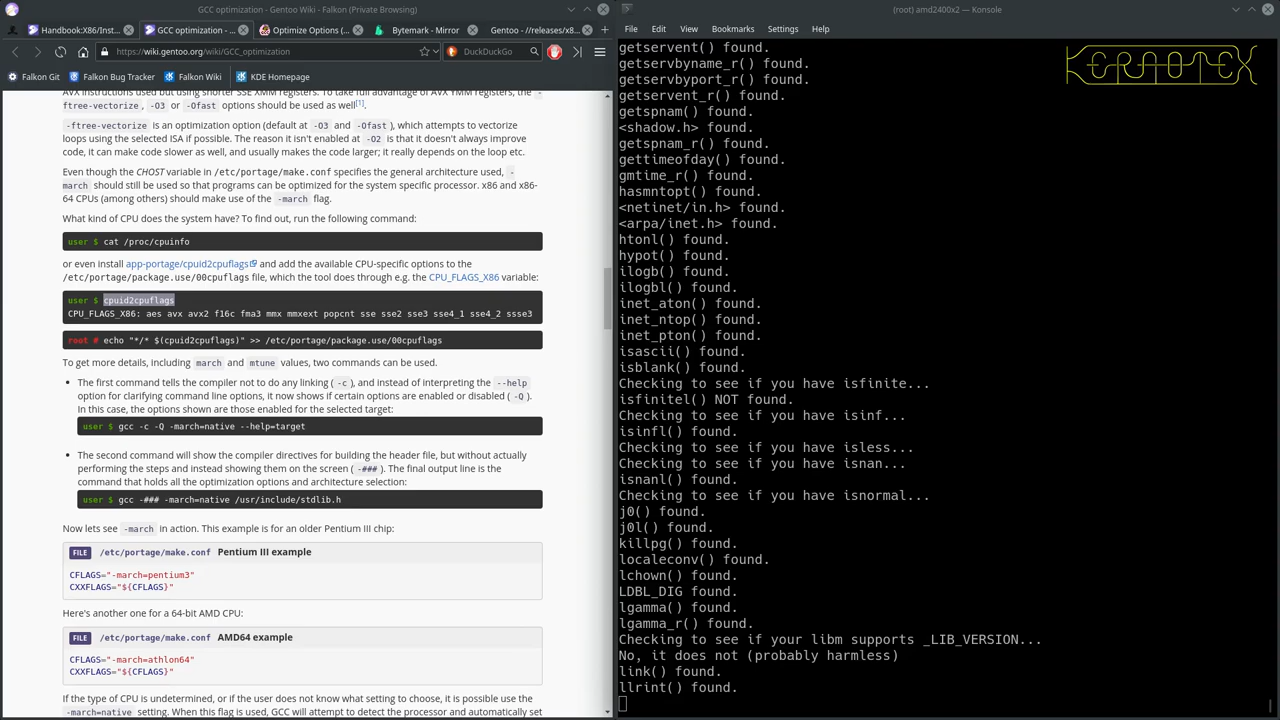 GCC optimization - Gentoo Wiki - Falkon (Private Browsing)
Handbook:X86/Inst...
GCC optimization - ...
Optimize Options (...
Bytemark - Mirror
Gentoo - //releases/x8...
https://wiki.gentoo.org/wiki/GCC_optimization
DuckDuckGo
Falkon Git
Falkon Bug Tracker
Falkon Wiki
KDE Homepage
AVX instructions used but using shorter SSE XMM registers. To take full advantage of AVX YMM registers, the -
ftree-vectorize, -O3 or -Ofast options should be used as well[1].
-ftree-vectorize is an optimization option (default at -O3 and -Ofast), which attempts to vectorize
loops using the selected ISA if possible. The reason it isn't enabled at -O2 is that it doesn't always improve
code, it can make code slower as well, and usually makes the code larger; it really depends on the loop etc.
Even though the CHOST variable in /etc/portage/make.conf specifies the general architecture used, -
march should still be used so that programs can be optimized for the system specific processor. x86 and x86-
64 CPUs (among others) should make use of the -march flag.
What kind of CPU does the system have? To find out, run the following command:
user $ cat /proc/cpuinfo
or even install app-portage/cpuid2cpuflags and add the available CPU-specific options to the
/etc/portage/package.use/00cpuflags file, which the tool does through e.g. the CPU_FLAGS_X86 variable:
user $ cpuid2cpuflags
CPU_FLAGS_X86: aes avx avx2 f16c fma3 mmx mmxext popcnt sse sse2 sse3 sse4_1 sse4_2 ssse3
root # echo "*/* $(cpuid2cpuflags)" >> /etc/portage/package.use/00cpuflags
To get more details, including march and mtune values, two commands can be used.
The first command tells the compiler not to do any linking (-c), and instead of interpreting the --help
option for clarifying command line options, it now shows if certain options are enabled or disabled (-Q).
In this case, the options shown are those enabled for the selected target:
user $ gcc -c -Q -march=native --help=target
The second command will show the compiler directives for building the header file, but without actually
performing the steps and instead showing them on the screen (-###). The final output line is the
command that holds all the optimization options and architecture selection:
user $ gcc -### -march=native /usr/include/stdlib.h
Now lets see -march in action. This example is for an older Pentium III chip:
FILE /etc/portage/make.conf Pentium III example
CFLAGS="-march=pentium3"
CXXFLAGS="${CFLAGS}"
Here's another one for a 64-bit AMD CPU:
FILE /etc/portage/make.conf AMD64 example
CFLAGS="-march=athlon64"
CXXFLAGS="${CFLAGS}"
If the type of CPU is undetermined, or if the user does not know what setting to choose, it is possible use the
-march=native setting. When this flag is used, GCC will attempt to detect the processor and automatically set
(root) amd2400x2 — Konsole
File Edit View Bookmarks Settings Help
KERNOTEX
getservent() found.
getservbyname_r() found.
getservbyport_r() found.
getservent_r() found.
getspnam() found.
<shadow.h> found.
getspnam_r() found.
gettimeofday() found.
gmtime_r() found.
hasmntopt() found.
<netinet/in.h> found.
<arpa/inet.h> found.
htonl() found.
hypot() found.
ilogb() found.
ilogbl() found.
inet_aton() found.
inet_ntop() found.
inet_pton() found.
isascii() found.
isblank() found.
Checking to see if you have isfinite...
isfinitel() NOT found.
Checking to see if you have isinf...
isinfl() found.
Checking to see if you have isless...
Checking to see if you have isnan...
isnanl() found.
Checking to see if you have isnormal...
j0() found.
j0l() found.
killpg() found.
localeconv() found.
lchown() found.
LDBL_DIG found.
lgamma() found.
lgamma_r() found.
Checking to see if your libm supports _LIB_VERSION...
No, it does not (probably harmless)
link() found.
llrint() found.